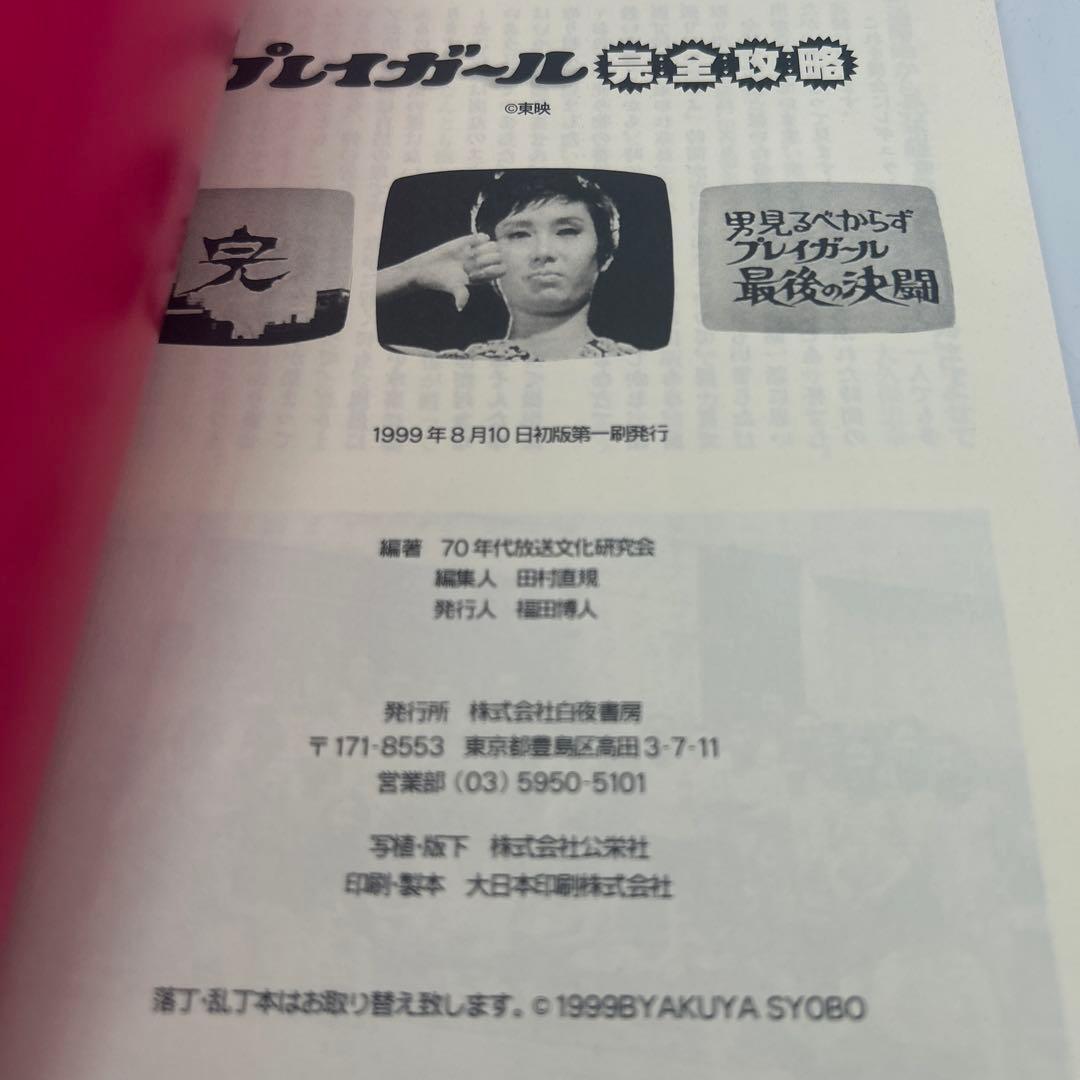 プレイガール 完全攻略
©東映
完
男見るべからず
プレイガール
最後の決闘
1999年8月10日初版第一刷発行
編著 70年代放送文化研究会
編集人 田村直規
発行人 福田博人
発行所 株式会社白夜書房
〒171-8553 東京都豊島区高田3-7-11
営業部(03)5950-5101
写植・版下 株式会社公栄社
印刷・製本 大日本印刷株式会社
落丁・乱丁本はお取り替え致します。©1999BYAKUYA SYOBO